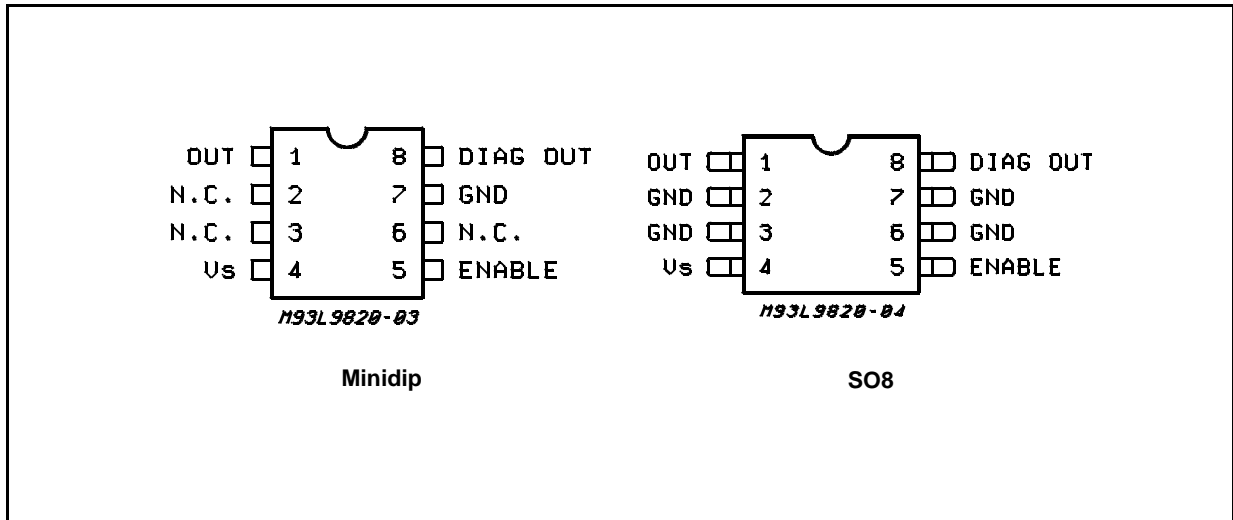 OUT 1 8 DIAG OUT
N.C. 2 7 GND
N.C. 3 6 N.C.
Vs 4 5 ENABLE
M93L9820-03
Minidip
OUT 1 8 DIAG OUT
GND 2 7 GND
GND 3 6 GND
Vs 4 5 ENABLE
M93L9820-04
SO8